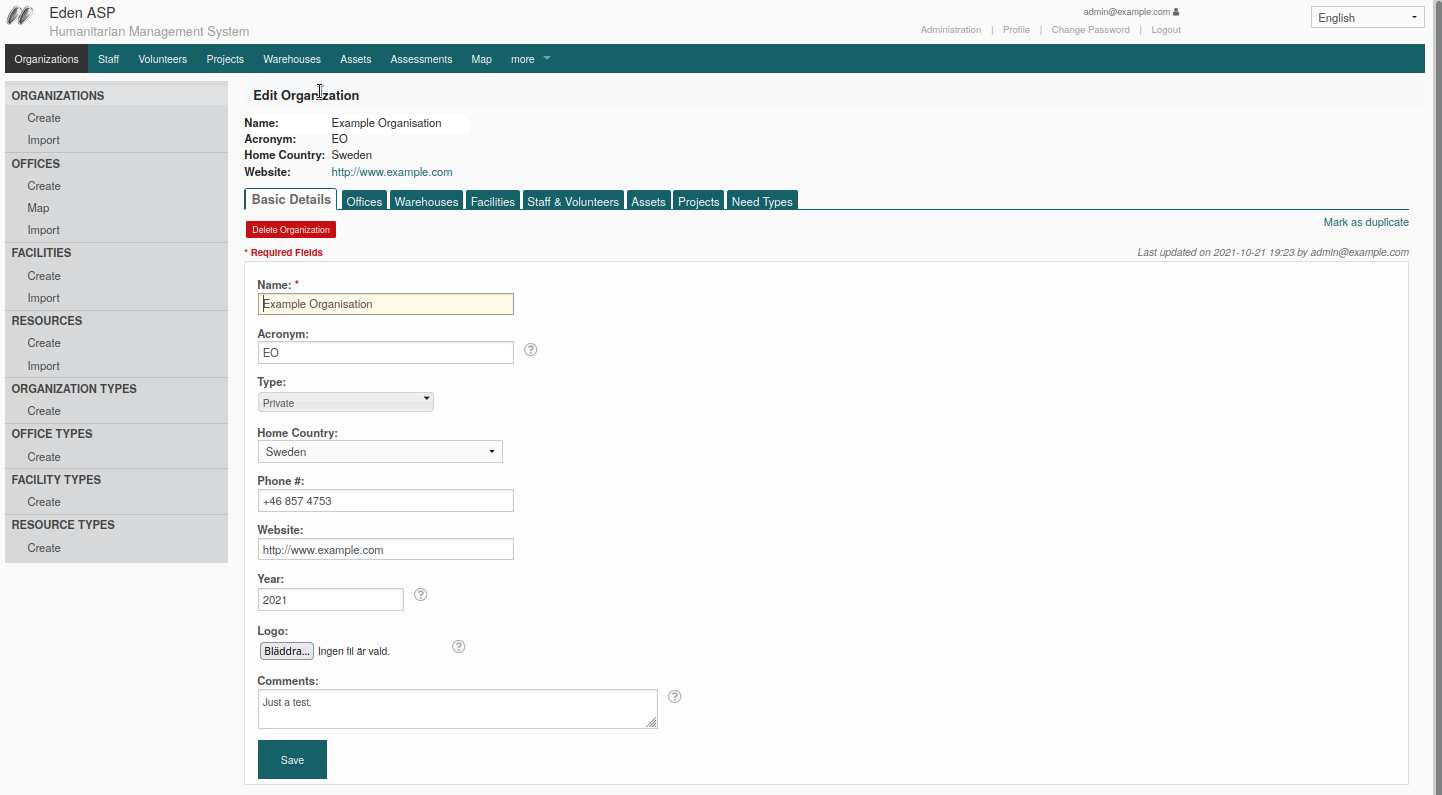 Eden ASP
Humanitarian Management System
admin@example.com
Administration | Profile | Change Password | Logout
English
Organizations Staff Volunteers Projects Warehouses Assets Assessments Map more
ORGANIZATIONS
Create
Import
OFFICES
Create
Map
Import
FACILITIES
Create
Import
RESOURCES
Create
Import
ORGANIZATION TYPES
Create
OFFICE TYPES
Create
FACILITY TYPES
Create
RESOURCE TYPES
Create
Edit Organization
Name: Example Organisation
Acronym: EO
Home Country: Sweden
Website: http://www.example.com
Basic Details Offices Warehouses Facilities Staff & Volunteers Assets Projects Need Types
Mark as duplicate
Delete Organization
* Required Fields
Last updated on 2021-10-21 19:23 by admin@example.com
Name: *
Example Organisation
Acronym:
EO ?
Type:
Private
Home Country:
Sweden
Phone #:
+46 857 4753
Website:
http://www.example.com
Year:
2021 ?
Logo:
Bläddra... Ingen fil är vald. ?
Comments:
Just a test. ?
Save